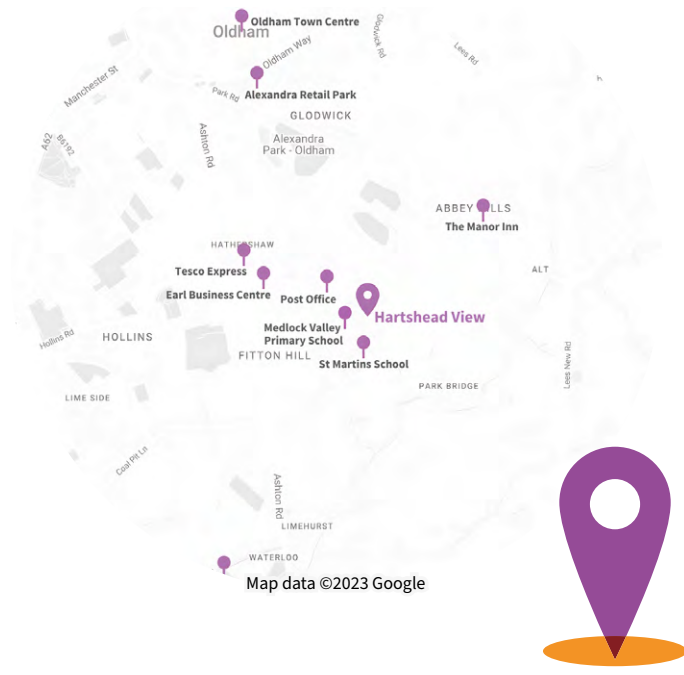 Oldham Town Centre
Oldham
Glodwick Rd
Oldham Way
Lees Rd
Manchester St
Park Rd
Alexandra Retail Park
GLODWICK
A62
B6192
Ashton Rd
Alexandra
Park - Oldham
ABBEY LLS
The Manor Inn
HATHERSHAW
Tesco Express
ALT
Earl Business Centre
Post Office
Hartshead View
Medlock Valley
Primary School
Hollins Rd
HOLLINS
FITTON HILL
St Martins School
Lees New Rd
PARK BRIDGE
LIME SIDE
Coal Pit Ln
Ashton Rd
LIMEHURST
WATERLOO
Map data ©2023 Google